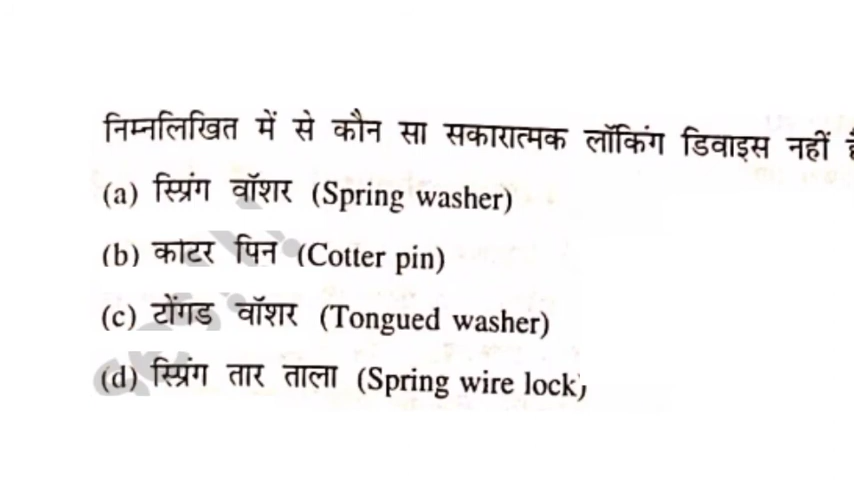 निम्नलिखित में से कौन सा सकारात्मक लॉकिंग डिवाइस नहीं
(a) स्प्रिंग वॉशर (Spring washer)
(b) कोटर पिन (Cotter pin)
(c) टोंगड वॉशर (Tongued washer)
(d) स्प्रिंग तार ताला (Spring wire lock)